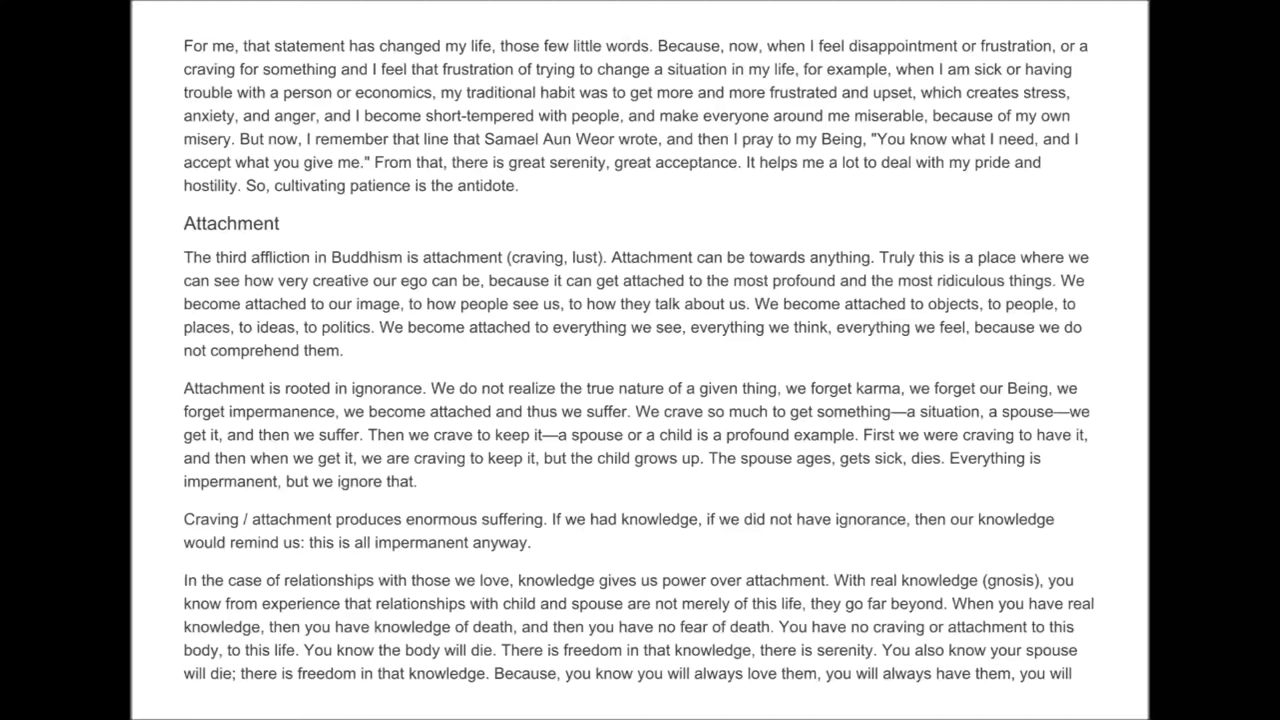 For me, that statement has changed my life, those few little words. Because, now, when I feel disappointment or frustration, or a
craving for something and I feel that frustration of trying to change a situation in my life, for example, when I am sick or having
trouble with a person or economics, my traditional habit was to get more and more frustrated and upset, which creates stress,
anxiety, and anger, and I become short-tempered with people, and make everyone around me miserable, because of my own
misery. But now, I remember that line that Samael Aun Weor wrote, and then I pray to my Being, "You know what I need, and I
accept what you give me." From that, there is great serenity, great acceptance. It helps me a lot to deal with my pride and
hostility. So, cultivating patience is the antidote.
Attachment
The third affliction in Buddhism is attachment (craving, lust). Attachment can be towards anything. Truly this is a place where we
can see how very creative our ego can be, because it can get attached to the most profound and the most ridiculous things. We
become attached to our image, to how people see us, to how they talk about us. We become attached to objects, to people, to
places, to ideas, to politics. We become attached to everything we see, everything we think, everything we feel, because we do
not comprehend them.
Attachment is rooted in ignorance. We do not realize the true nature of a given thing, we forget karma, we forget our Being, we
forget impermanence, we become attached and thus we suffer. We crave so much to get something—a situation, a spouse—we
get it, and then we suffer. Then we crave to keep it—a spouse or a child is a profound example. First we were craving to have it,
and then when we get it, we are craving to keep it, but the child grows up. The spouse ages, gets sick, dies. Everything is
impermanent, but we ignore that.
Craving / attachment produces enormous suffering. If we had knowledge, if we did not have ignorance, then our knowledge
would remind us: this is all impermanent anyway.
In the case of relationships with those we love, knowledge gives us power over attachment. With real knowledge (gnosis), you
know from experience that relationships with child and spouse are not merely of this life, they go far beyond. When you have real
knowledge, then you have knowledge of death, and then you have no fear of death. You have no craving or attachment to this
body, to this life. You know the body will die. There is freedom in that knowledge, there is serenity. You also know your spouse
will die; there is freedom in that knowledge. Because, you know you will always love them, you will always have them, you will